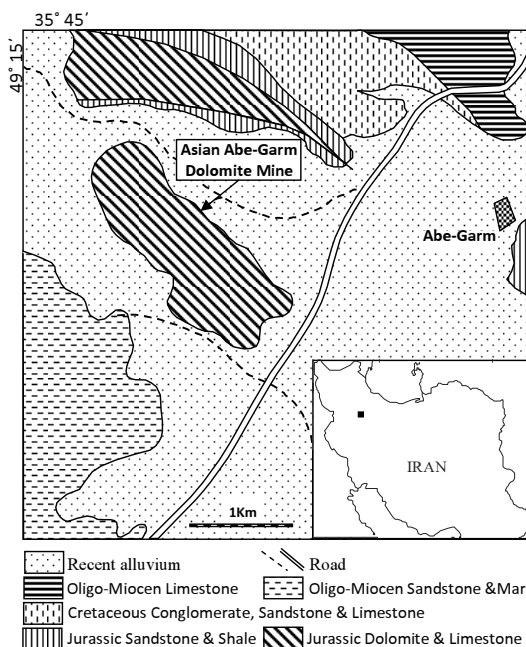 35° 45′
49° 15′
Asian Abe-Garm
Dolomite Mine
Abe-Garm
IRAN
1Km
Recent alluvium
Road
Oligo-Miocen Limestone
Oligo-Miocen Sandstone &Mar
Cretaceous Conglomerate, Sandstone & Limestone
Jurassic Sandstone & Shale
Jurassic Dolomite & Limestone